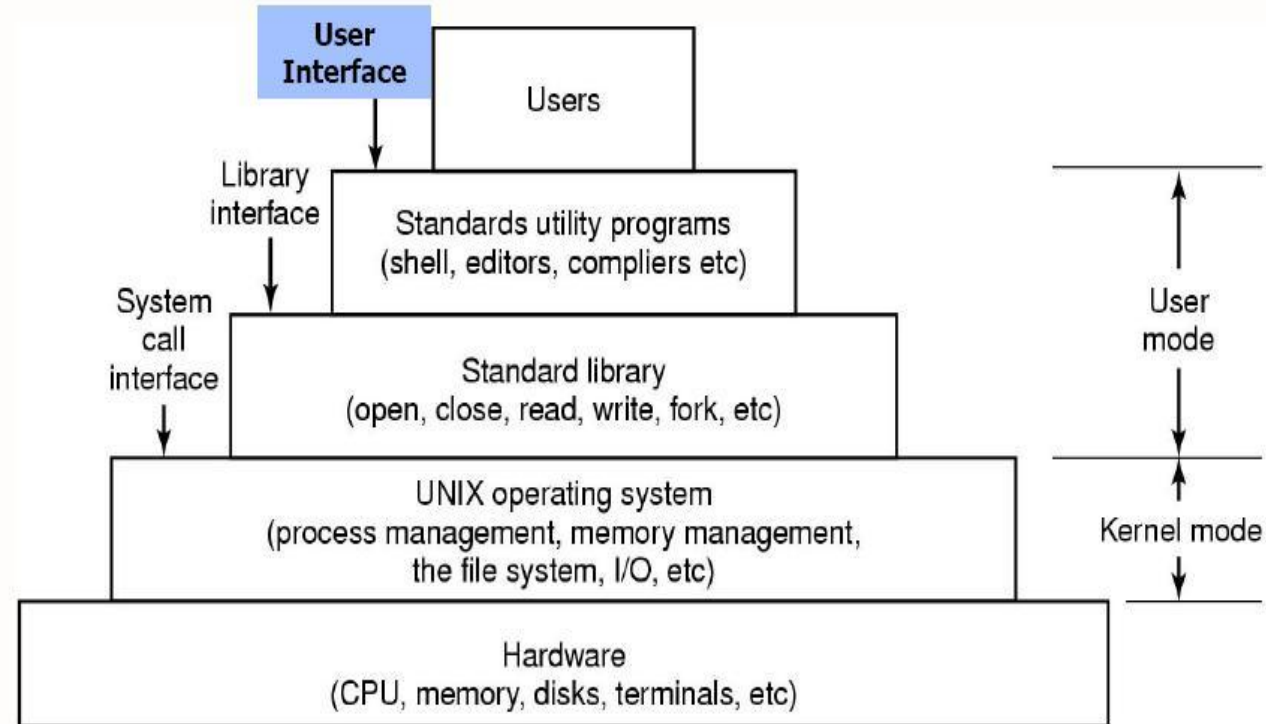 User
Interface
Users
Library
interface
Standards utility programs
(shell, editors, compliers etc)
System
call
interface
User
mode
Standard library
(open, close, read, write, fork, etc)
UNIX operating system
(process management, memory management,
the file system, I/O, etc)
Kernel mode
Hardware
(CPU, memory, disks, terminals, etc)